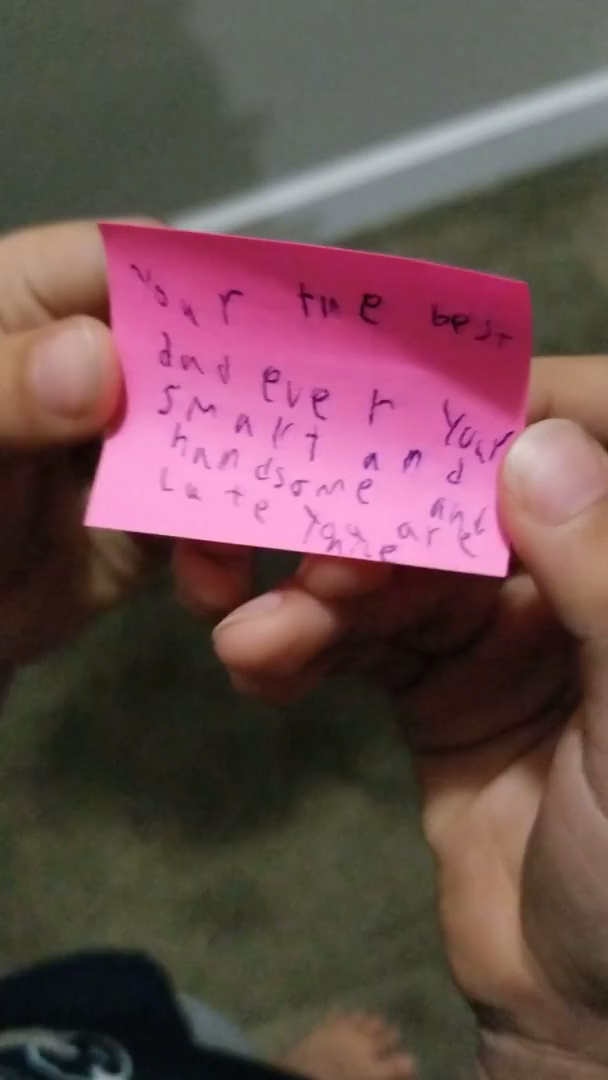 Your the best
dad ever Your
smart and
handsome and
cute You are